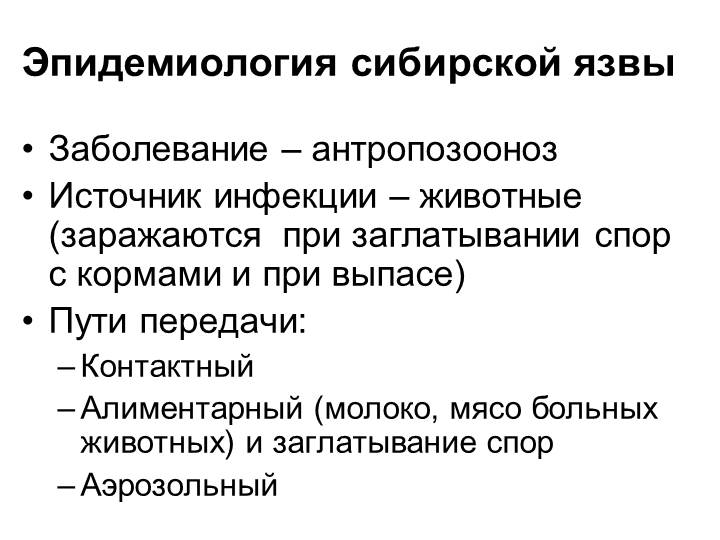 Эпидемиология сибирской язвы
• Заболевание – антропозооноз
• Источник инфекции – животные
(заражаются  при заглатывании спор
с кормами и при выпасе)
• Пути передачи:
– Контактный
– Алиментарный (молоко, мясо больных
животных) и заглатывание спор
– Аэрозольный